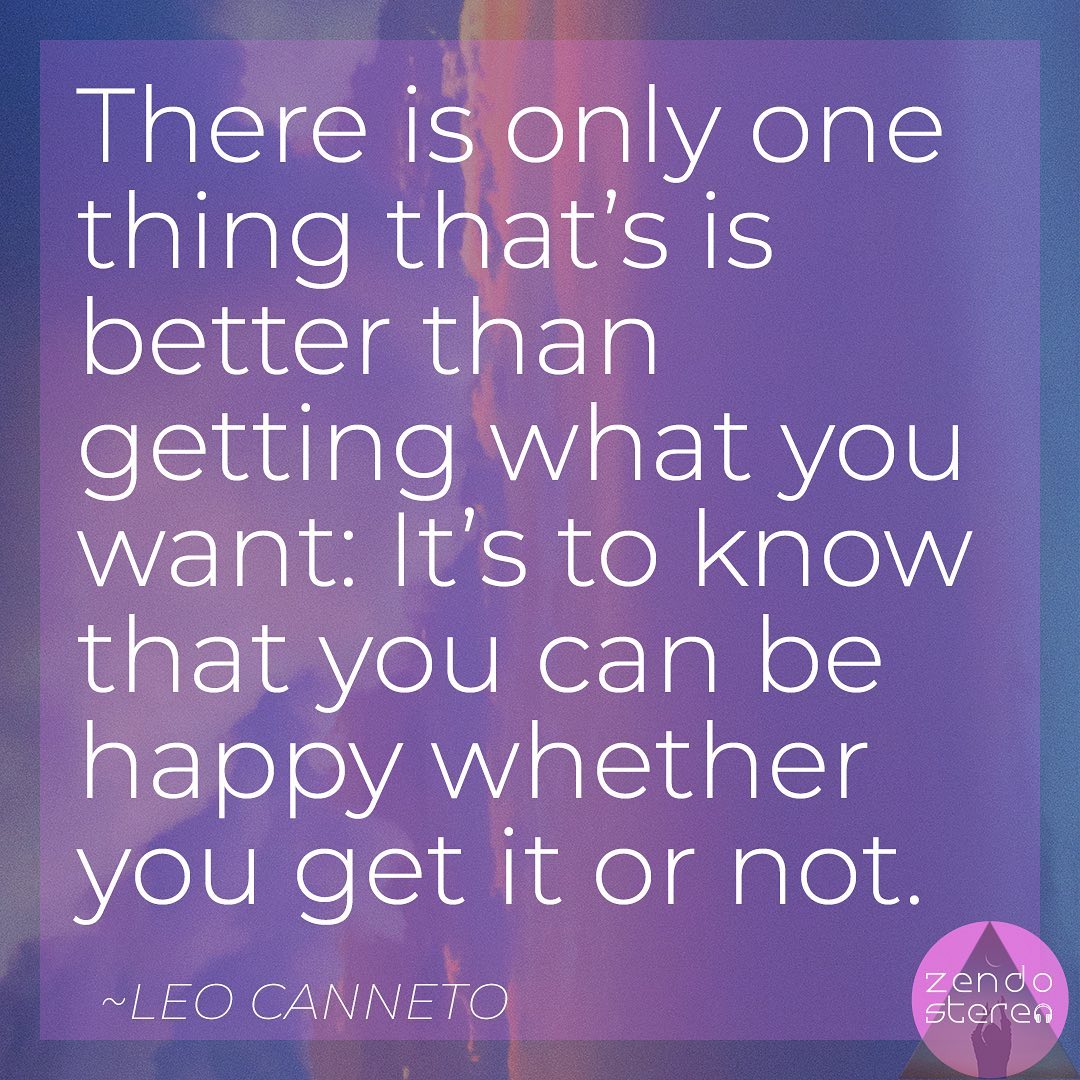 There is only one
thing that’s is
better than
getting what you
want: It’s to know
that you can be
happy whether
you get it or not.
~LEO CANNETO
zendo
stereo